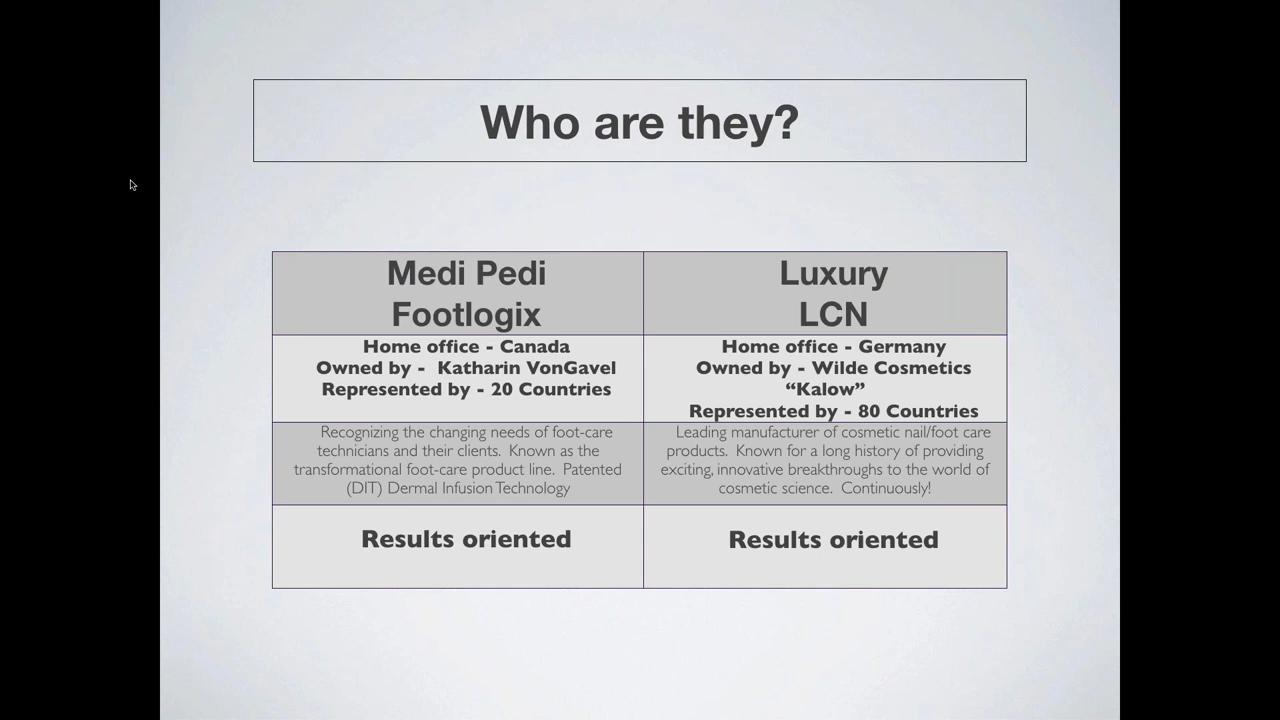 Who are they?
Medi Pedi
Footlogix
Luxury
LCN
Home office - Canada
Owned by - Katharin VonGavel
Represented by - 20 Countries
Home office - Germany
Owned by - Wilde Cosmetics
“Kalow”
Represented by - 80 Countries
Recognizing the changing needs of foot-care
technicians and their clients. Known as the
transformational foot-care product line. Patented
(DIT) Dermal Infusion Technology
Leading manufacturer of cosmetic nail/foot care
products. Known for a long history of providing
exciting, innovative breakthroughs to the world of
cosmetic science. Continuously!
Results oriented
Results oriented